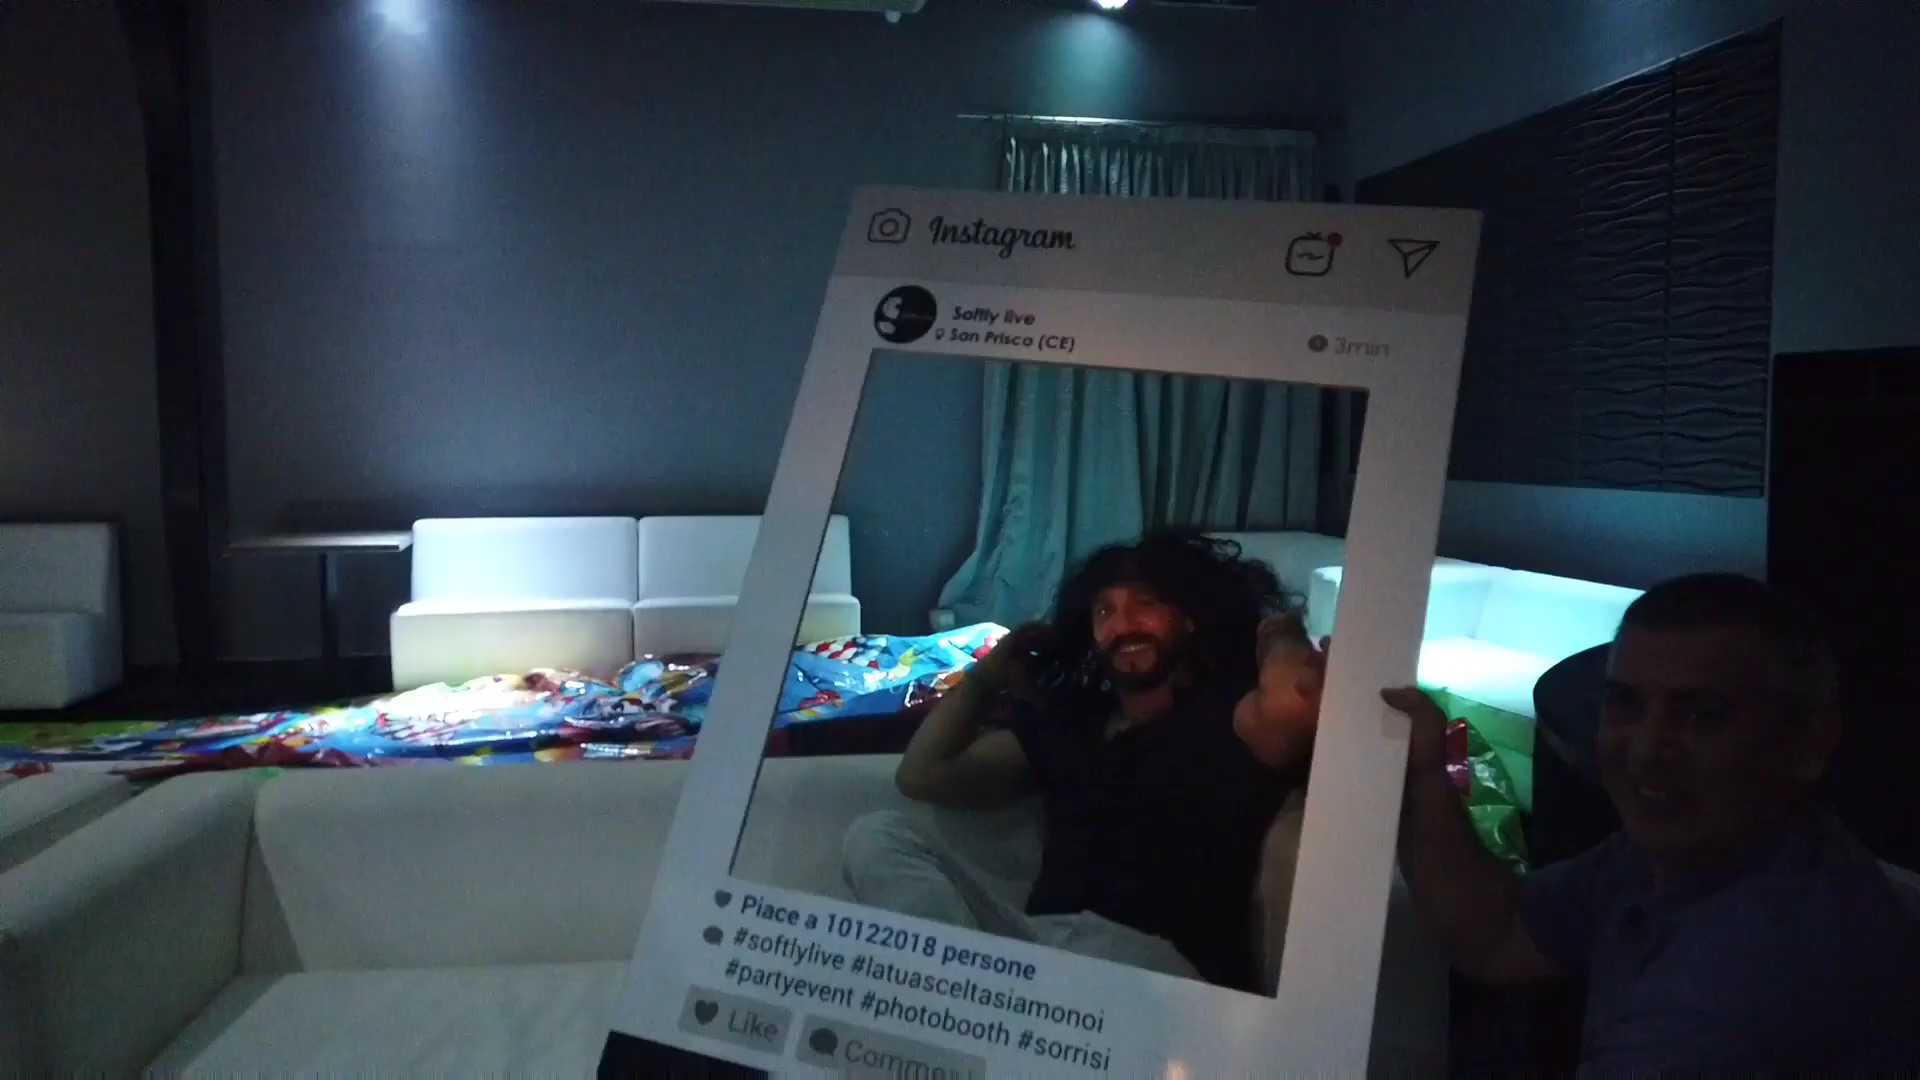 Instagram
Softly live
San Prisco (CE)
3min
Piace a 10122018 persone
#softlylive #latuasceltasiamonoi
#partyevent #photobooth #sorrisi
Like